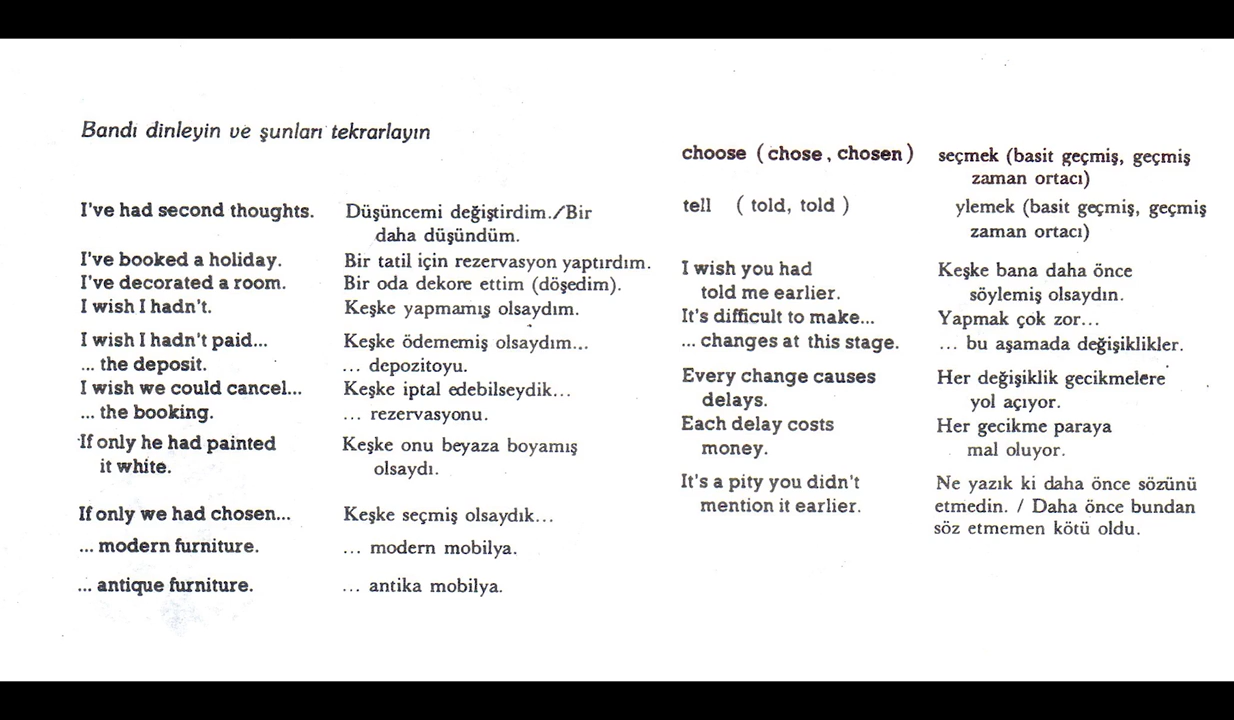 Bandı dinleyin ve şunları tekrarlayın
I've had second thoughts. Düşüncemi değiştirdim./Bir
daha düşündüm.
I've booked a holiday. Bir tatil için rezervasyon yaptırdım.
I've decorated a room. Bir oda dekore ettim (döşedim).
I wish I hadn't. Keşke yapmamış olsaydım.
I wish I hadn't paid... Keşke ödememiş olsaydım...
... the deposit. ... depozitoyu.
I wish we could cancel... Keşke iptal edebilseydik...
... the booking. ... rezervasyonu.
If only he had painted Keşke onu beyaza boyamış
it white. olsaydı.
If only we had chosen... Keşke seçmiş olsaydık...
... modern furniture. ... modern mobilya.
... antique furniture. ... antika mobilya.
choose ( chose , chosen ) seçmek (basit geçmiş, geçmiş
zaman ortacı)
tell ( told, told ) ylemek (basit geçmiş, geçmiş
zaman ortacı)
I wish you had Keşke bana daha önce
told me earlier. söylemiş olsaydın.
It's difficult to make... Yapmak çok zor...
... changes at this stage. ... bu aşamada değişiklikler.
Every change causes Her değişiklik gecikmelere
delays. yol açıyor.
Each delay costs Her gecikme paraya
money. mal oluyor.
It's a pity you didn't Ne yazık ki daha önce sözünü
mention it earlier. etmedin. / Daha önce bundan
söz etmemen kötü oldu.